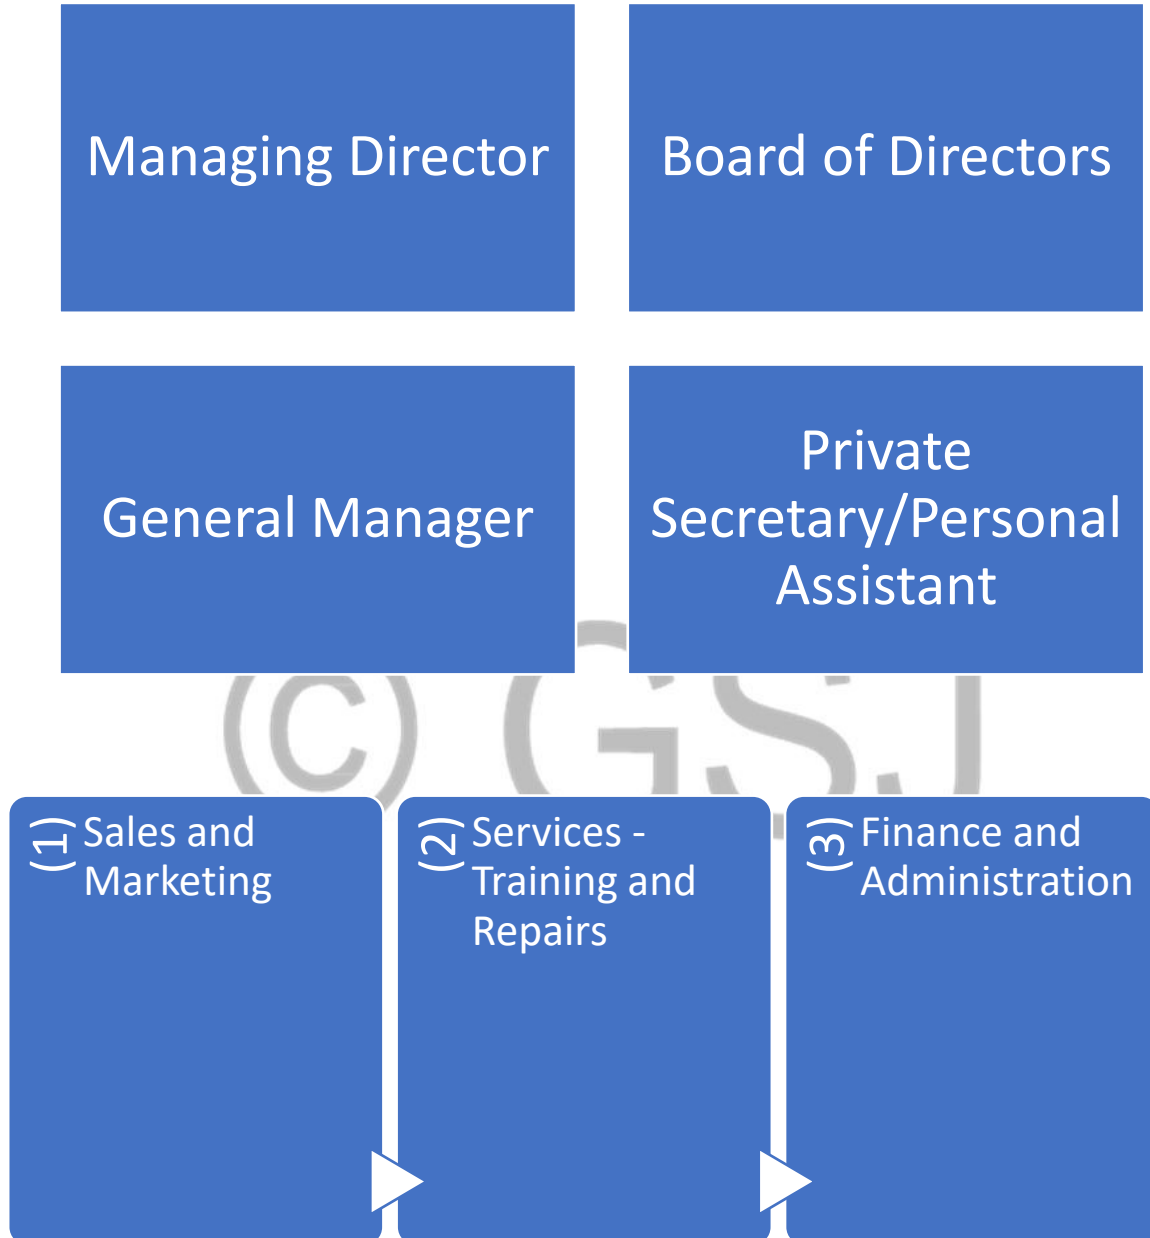 Managing Director
Board of Directors
General Manager
Private
Secretary/Personal
Assistant
© GSJ
(1)
Sales and
Marketing
(2)
Services -
Training and
Repairs
(3)
Finance and
Administration